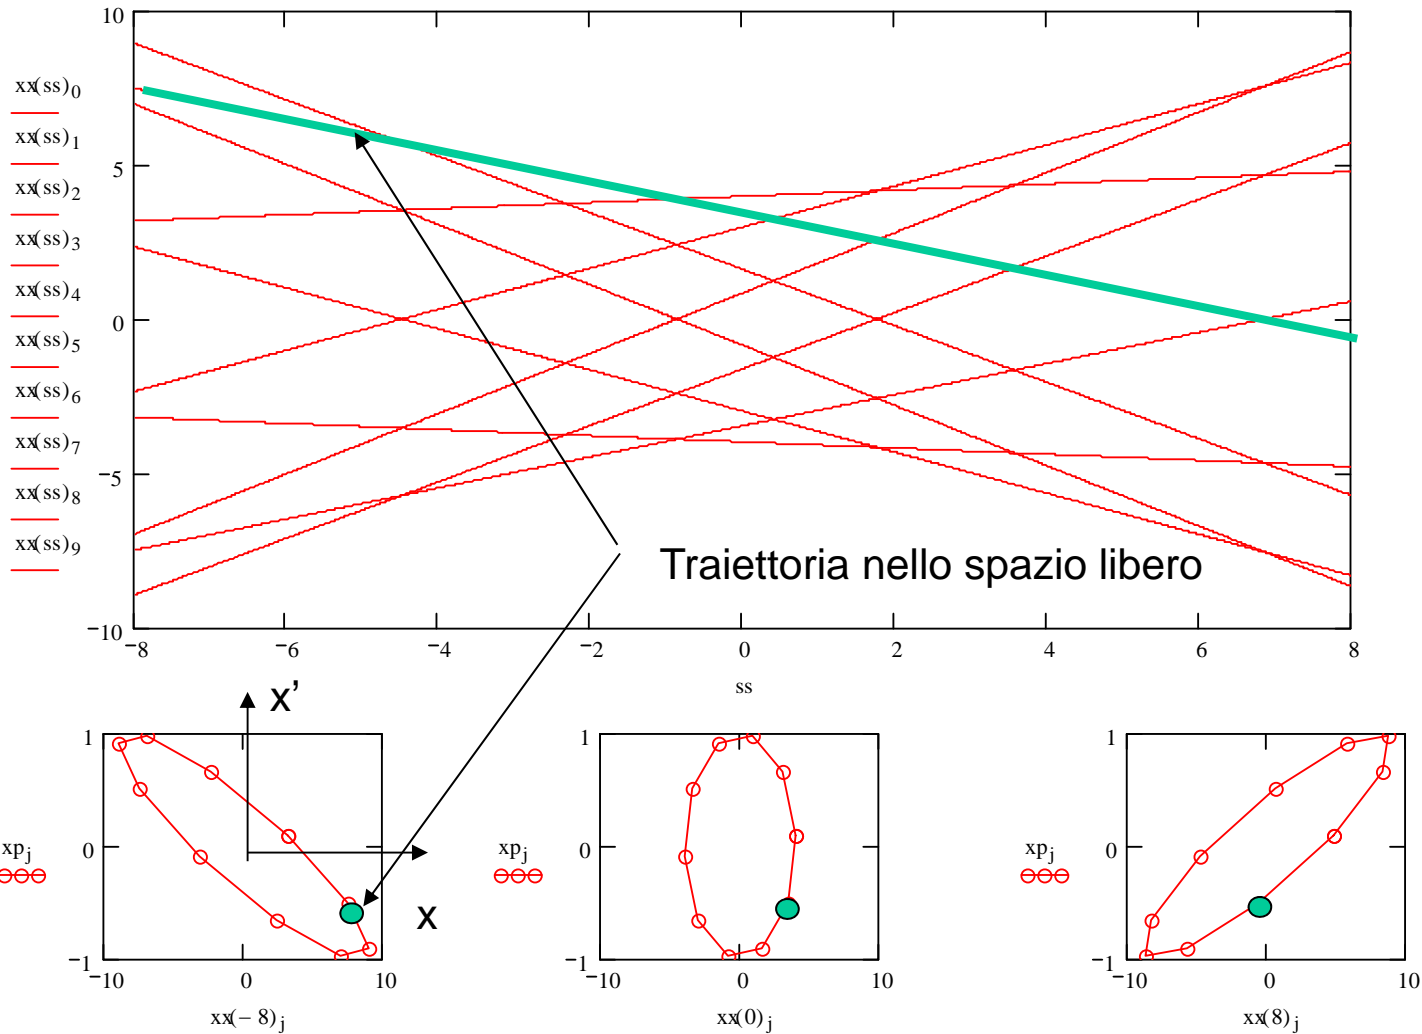 10
5
0
−5
−10
xx(ss)0
xx(ss)1
xx(ss)2
xx(ss)3
xx(ss)4
xx(ss)5
xx(ss)6
xx(ss)7
xx(ss)8
xx(ss)9
Traiettoria nello spazio libero
−8 −6 −4 −2 0 2 4 6 8
ss
x’
x
1
0
−1
xpj
−10 0 10
xx(−8)j
1
0
−1
xpj
−10 0 10
xx(0)j
1
0
−1
xpj
−10 0 10
xx(8)j